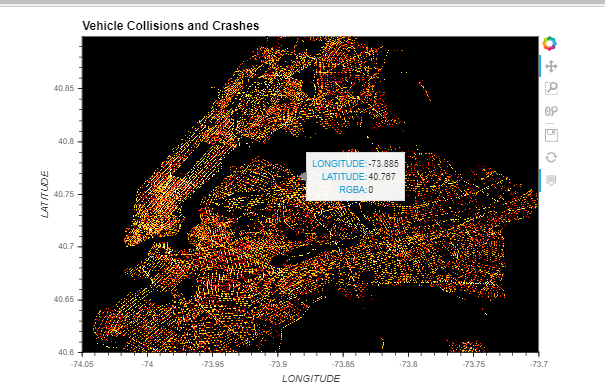 Vehicle Collisions and Crashes
40.85
40.8
40.75
40.7
40.65
40.6
LATITUDE
LONGITUDE: -73.885
LATITUDE: 40.767
RGBA: 0
-74.05
-74
-73.95
-73.9
-73.85
-73.8
-73.75
-73.7
LONGITUDE